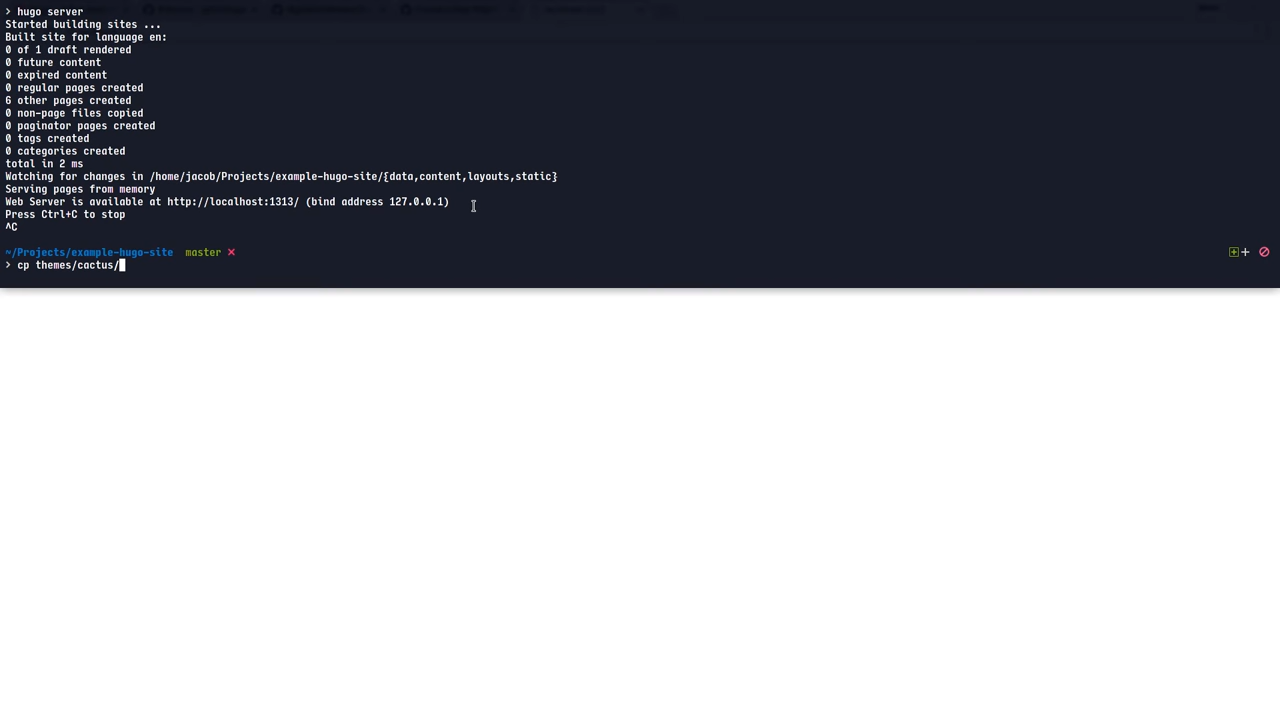 > hugo server
Started building sites ...
Built site for language en:
0 of 1 draft rendered
0 future content
0 expired content
0 regular pages created
6 other pages created
0 non-page files copied
0 paginator pages created
0 tags created
0 categories created
total in 2 ms
Watching for changes in /home/jacob/Projects/example-hugo-site/{data,content,layouts,static}
Serving pages from memory
Web Server is available at http://localhost:1313/ (bind address 127.0.0.1)
Press Ctrl+C to stop
^C
~/Projects/example-hugo-site master ✕
> cp themes/cactus/